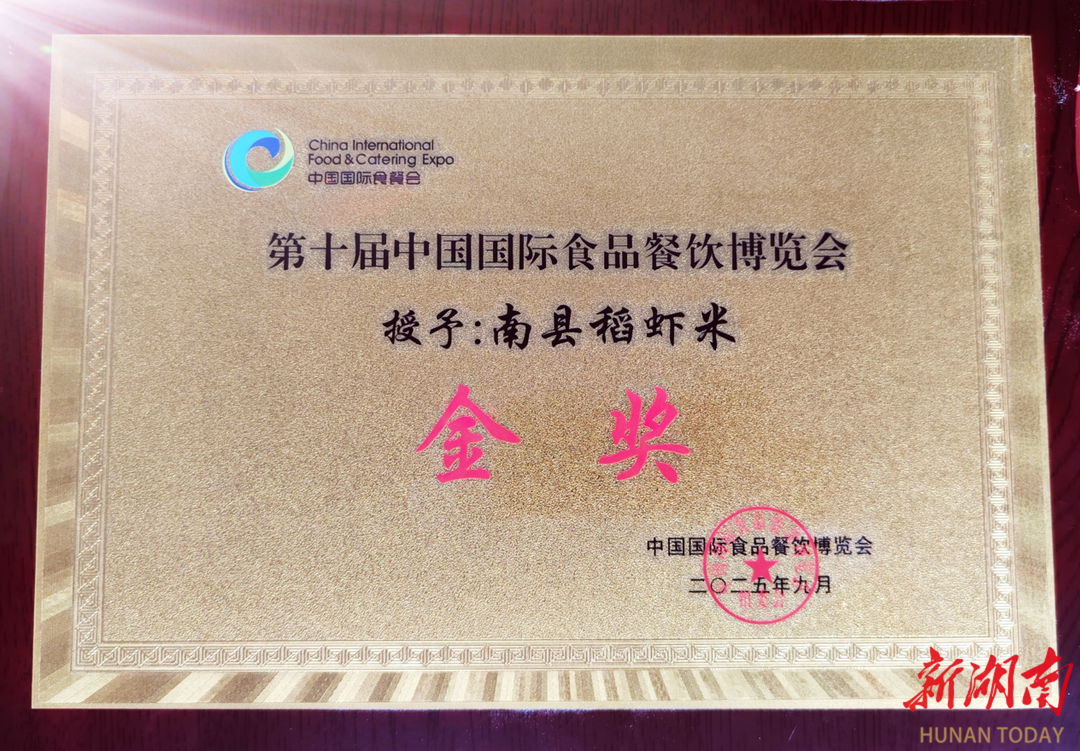 China International
Food & Catering Expo
中国国际食餐会
第十届中国国际食品餐饮博览会
授予:南县稻虾米
金 奖
中国国际食品餐饮博览会
二〇二五年九月
组委会
新湖南
HUNAN TODAY